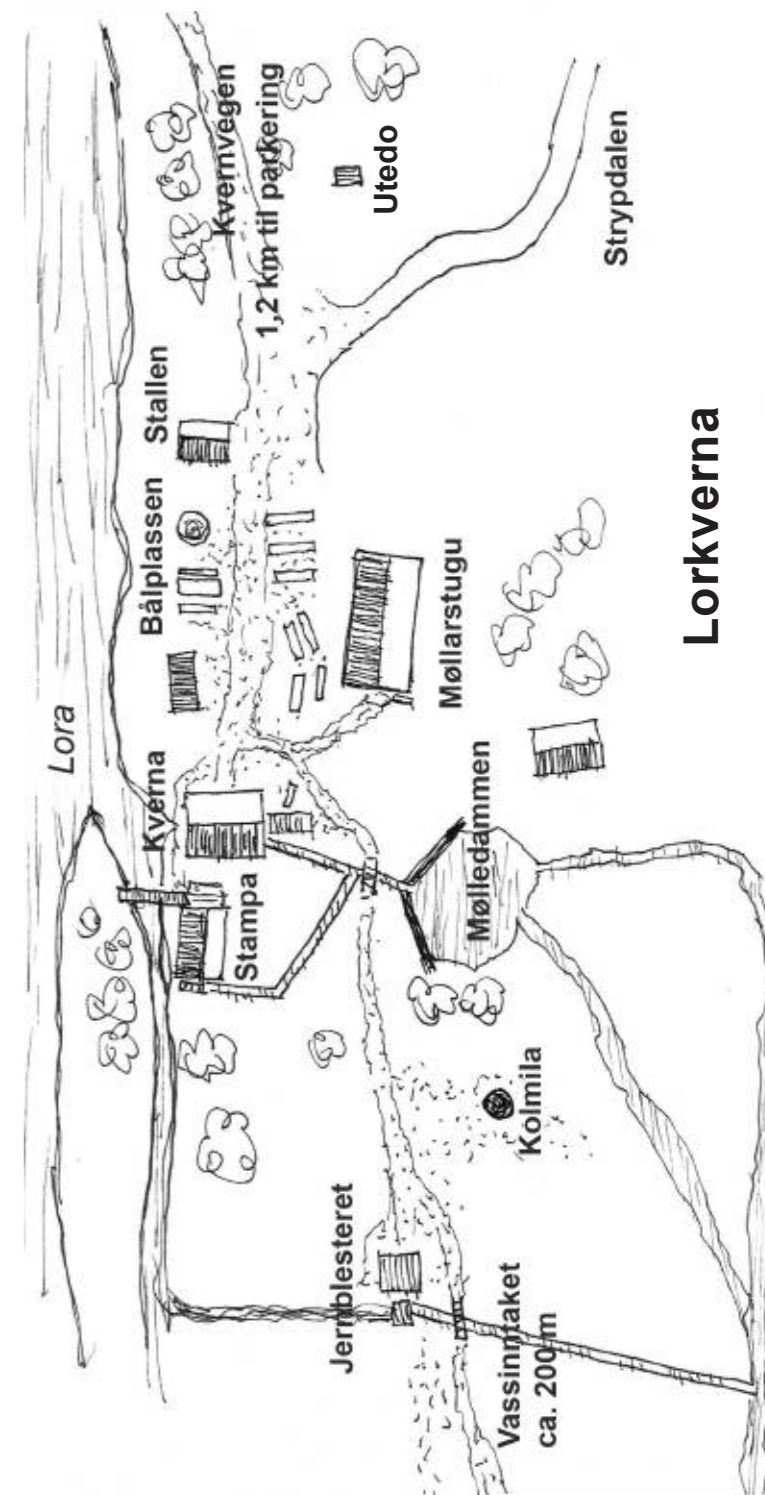 Lora
Kvernvegen
1,2 km til parkering
Utedo
Strypdalen
Stallen
Bålplassen
Møllarstugu
Lorkverna
Kverna
Stampa
Mølledammen
Kolmila
Jernblesteret
Vassinntaket
ca. 200 m